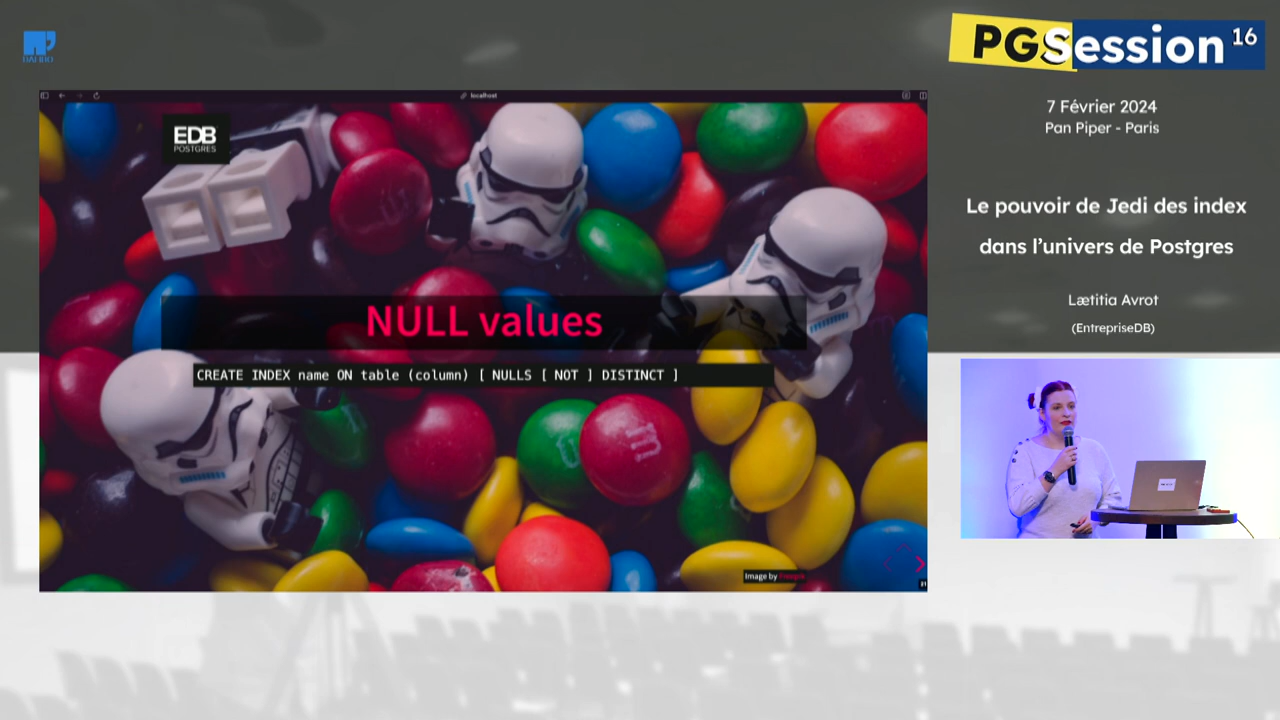 PGSession 16
7 Février 2024
Pan Piper - Paris
Le pouvoir de Jedi des index
dans l’univers de Postgres
Lætitia Avrot
(EntrepriseDB)
localhost
EDB
POSTGRES
NULL values
CREATE INDEX name ON table (column) [ NULLS [ NOT ] DISTINCT ]
Image by